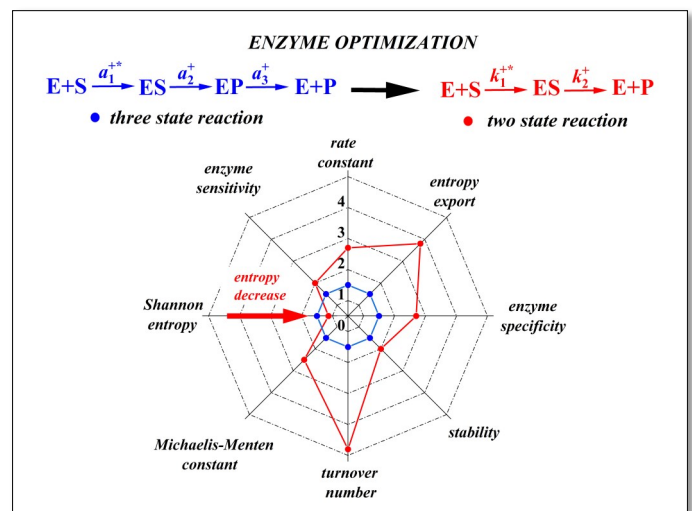 ENZYME OPTIMIZATION
E+S a₁⁺* ES a₂⁺ EP a₃⁺ E+P
E+S k₁⁺* ES k₂⁺ E+P
three state reaction
two state reaction
rate
constant
enzyme
sensitivity
entropy
export
4
3
2
1
0
entropy
decrease
Shannon
entropy
enzyme
specificity
stability
Michaelis-Menten
constant
turnover
number